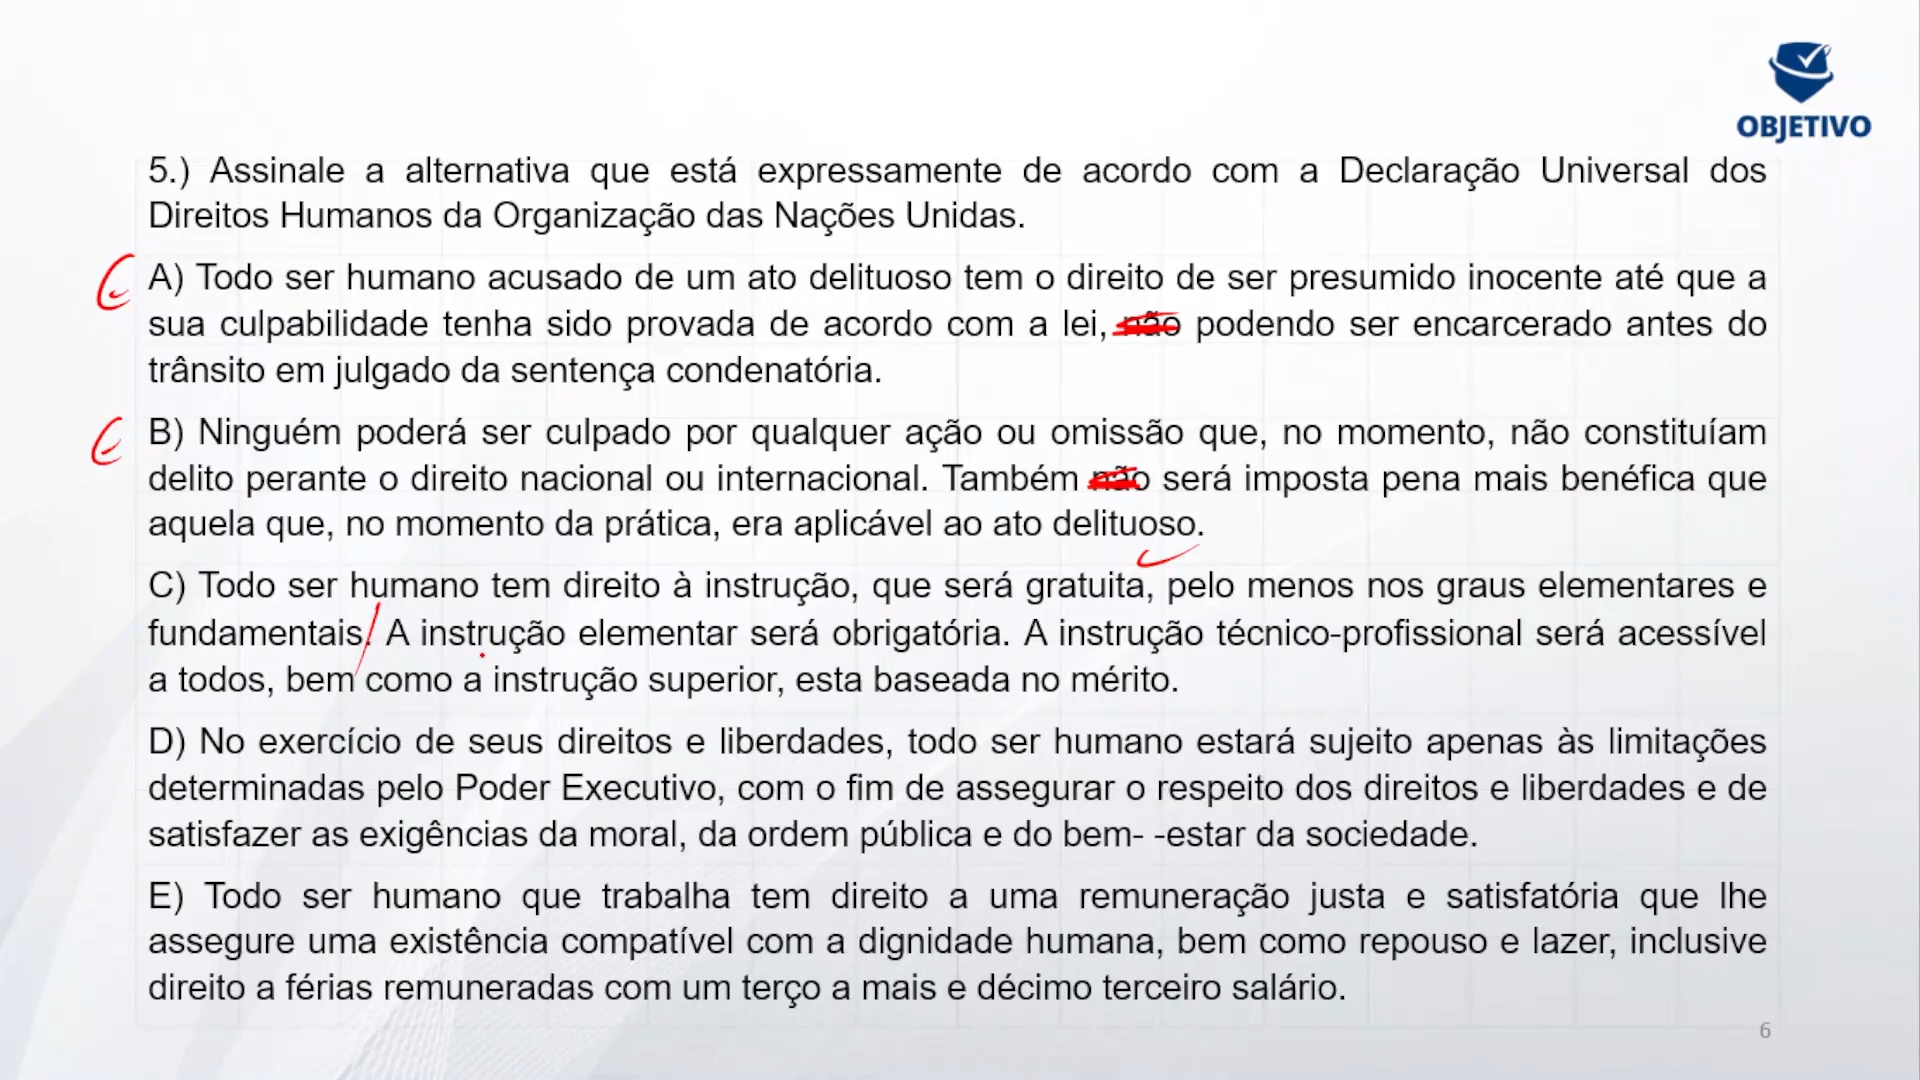 OBJETIVO
5.) Assinale a alternativa que está expressamente de acordo com a Declaração Universal dos
Direitos Humanos da Organização das Nações Unidas.
A) Todo ser humano acusado de um ato delituoso tem o direito de ser presumido inocente até que a
sua culpabilidade tenha sido provada de acordo com a lei, não podendo ser encarcerado antes do
trânsito em julgado da sentença condenatória.
B) Ninguém poderá ser culpado por qualquer ação ou omissão que, no momento, não constituíam
delito perante o direito nacional ou internacional. Também não será imposta pena mais benéfica que
aquela que, no momento da prática, era aplicável ao ato delituoso.
C) Todo ser humano tem direito à instrução, que será gratuita, pelo menos nos graus elementares e
fundamentais. A instrução elementar será obrigatória. A instrução técnico-profissional será acessível
a todos, bem como a instrução superior, esta baseada no mérito.
D) No exercício de seus direitos e liberdades, todo ser humano estará sujeito apenas às limitações
determinadas pelo Poder Executivo, com o fim de assegurar o respeito dos direitos e liberdades e de
satisfazer as exigências da moral, da ordem pública e do bem- -estar da sociedade.
E) Todo ser humano que trabalha tem direito a uma remuneração justa e satisfatória que lhe
assegure uma existência compatível com a dignidade humana, bem como repouso e lazer, inclusive
direito a férias remuneradas com um terço a mais e décimo terceiro salário.
6